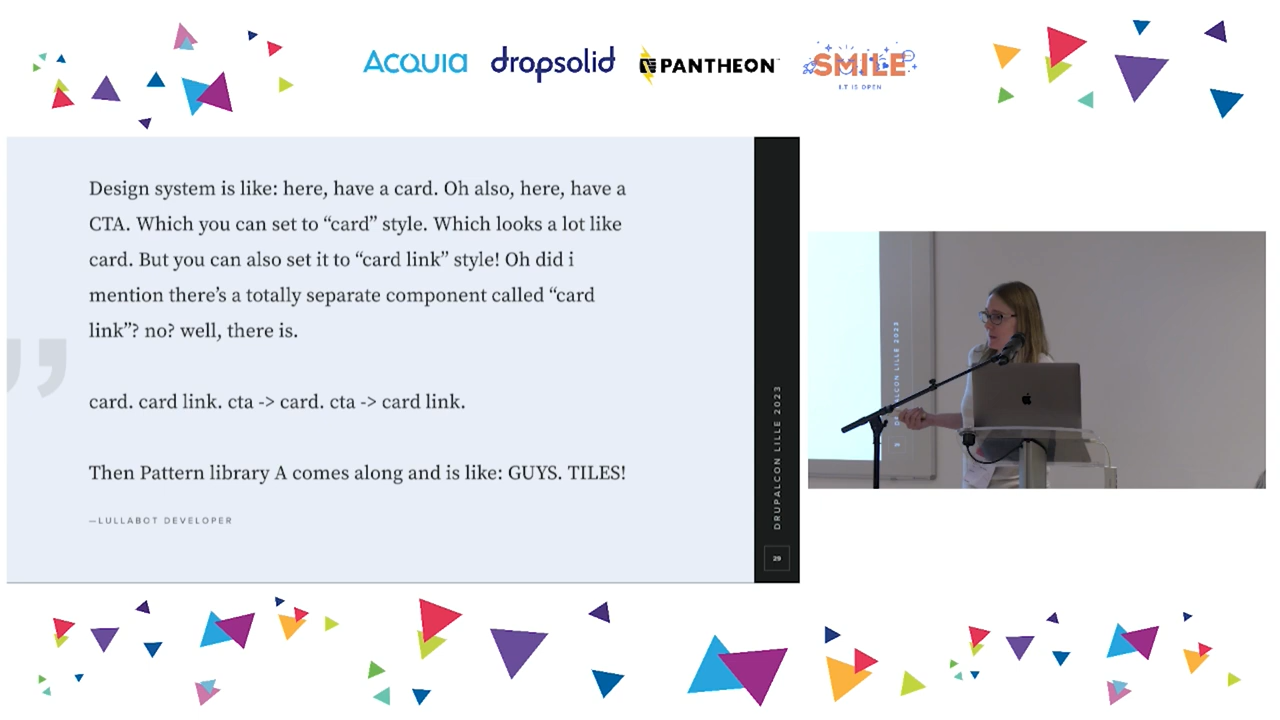 Acquia
dropsolid
PANTHEON
SMILE
I.T IS OPEN
Design system is like: here, have a card. Oh also, here, have a
CTA. Which you can set to “card” style. Which looks a lot like
card. But you can also set it to “card link” style! Oh did i
mention there’s a totally separate component called “card
link”? no? well, there is.
card. card link. cta -> card. cta -> card link.
Then Pattern library A comes along and is like: GUYS. TILES!
—LULLABOT DEVELOPER
DRUPALCON LILLE 2023
29
CON LILLE 2023